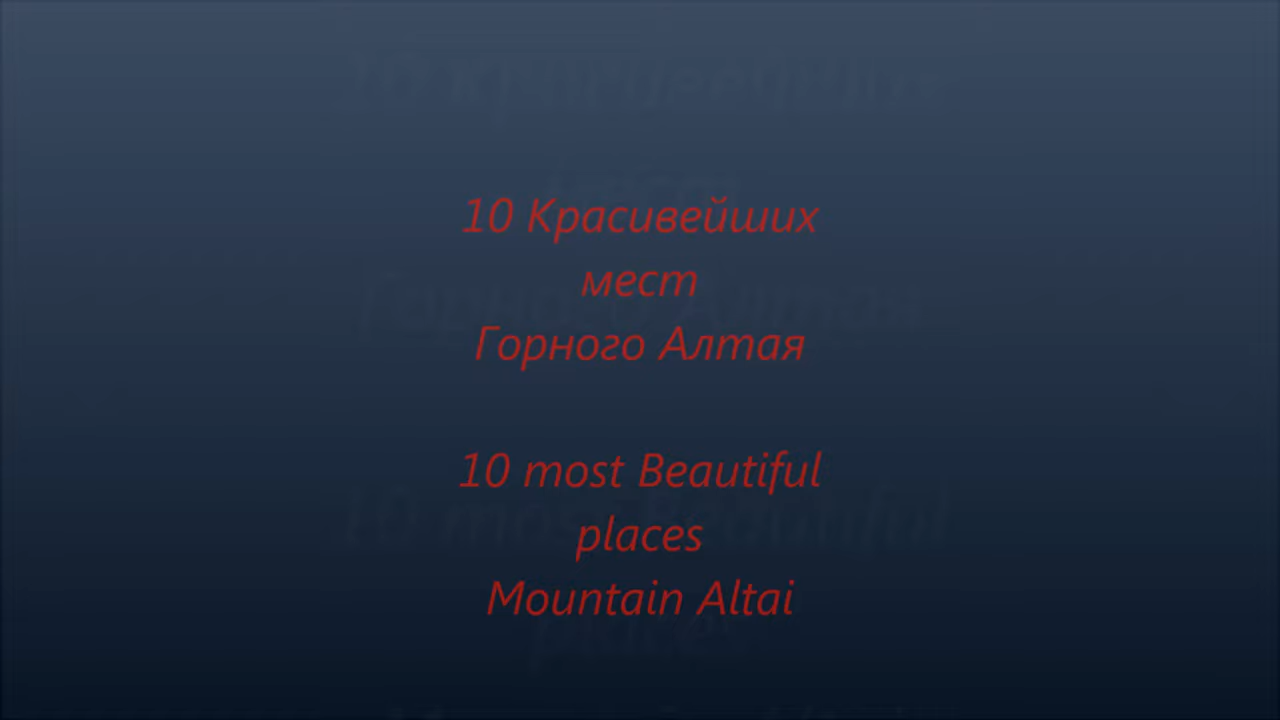 10 Красивейших
мест
Горного Алтая
10 most Beautiful
places
Mountain Altai